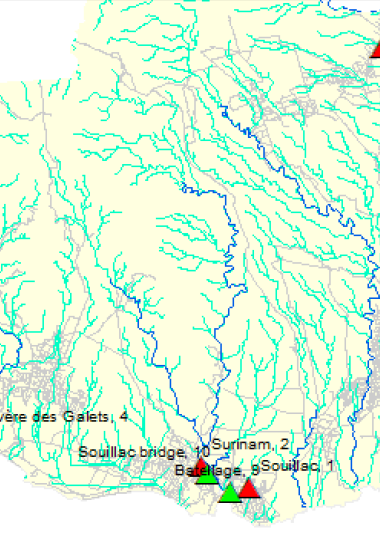 vère des Galets, 4
Surinam, 2
Souillac bridge, 10
Batellage, 9
Souillac, 1